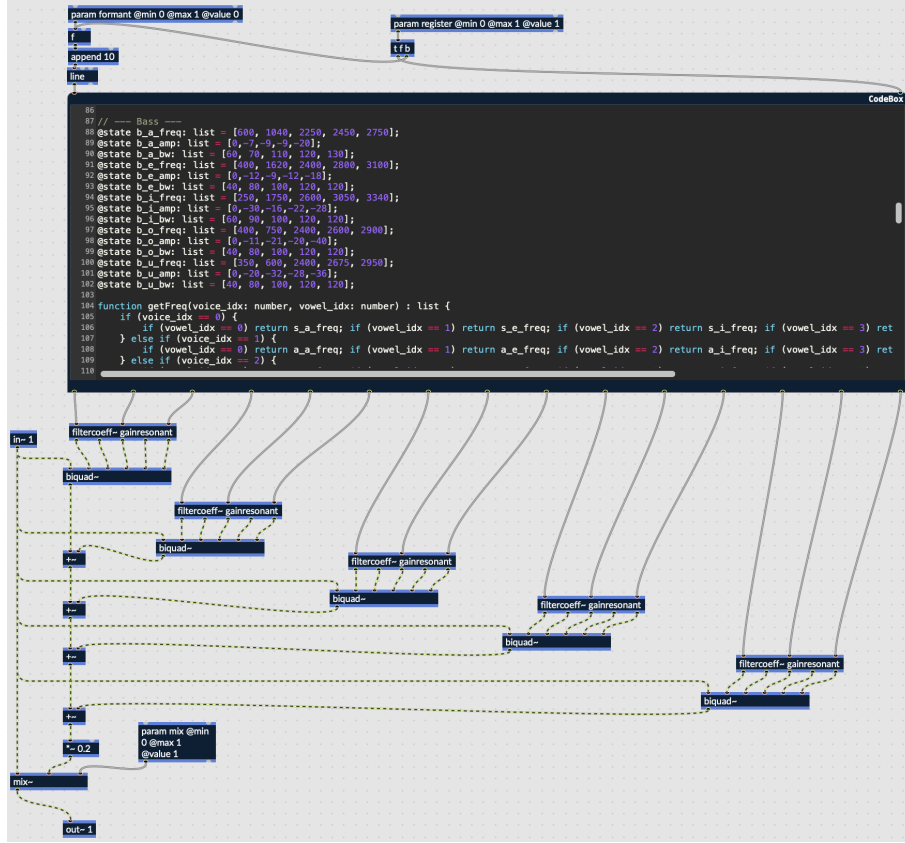 param formant @min 0 @max 1 @value 0
param register @min 0 @max 1 @value 1
f
t f b
append 10
line
CodeBox
86
87 // --- Bass ---
88 @state b_a_freq: list = [600, 1040, 2250, 2450, 2750];
89 @state b_a_amp: list = [0,-7,-9,-9,-20];
90 @state b_a_bw: list = [60, 70, 110, 120, 130];
91 @state b_e_freq: list = [400, 1620, 2400, 2800, 3100];
92 @state b_e_amp: list = [0,-12,-9,-12,-18];
93 @state b_e_bw: list = [40, 80, 100, 120, 120];
94 @state b_i_freq: list = [250, 1750, 2600, 3050, 3340];
95 @state b_i_amp: list = [0,-30,-16,-22,-28];
96 @state b_i_bw: list = [60, 90, 100, 120, 120];
97 @state b_o_freq: list = [400, 750, 2400, 2600, 2900];
98 @state b_o_amp: list = [0,-11,-21,-20,-40];
99 @state b_o_bw: list = [40, 80, 100, 120, 120];
100 @state b_u_freq: list = [350, 600, 2400, 2675, 2950];
101 @state b_u_amp: list = [0,-20,-32,-28,-36];
102 @state b_u_bw: list = [40, 80, 100, 120, 120];
103
104 function getFreq(voice_idx: number, vowel_idx: number) : list {
105 if (voice_idx == 0) {
106 if (vowel_idx == 0) return s_a_freq; if (vowel_idx == 1) return s_e_freq; if (vowel_idx == 2) return s_i_freq; if (vowel_idx == 3) ret
107 } else if (voice_idx == 1) {
108 if (vowel_idx == 0) return a_a_freq; if (vowel_idx == 1) return a_e_freq; if (vowel_idx == 2) return a_i_freq; if (vowel_idx == 3) ret
109 } else if (voice_idx == 2) {
110
in~ 1
filtercoeff~ gainresonant
biquad~
filtercoeff~ gainresonant
biquad~
+~
filtercoeff~ gainresonant
biquad~
+~
filtercoeff~ gainresonant
biquad~
+~
filtercoeff~ gainresonant
biquad~
+~
*~ 0.2
param mix @min
0 @max 1
@value 1
mix~
out~ 1